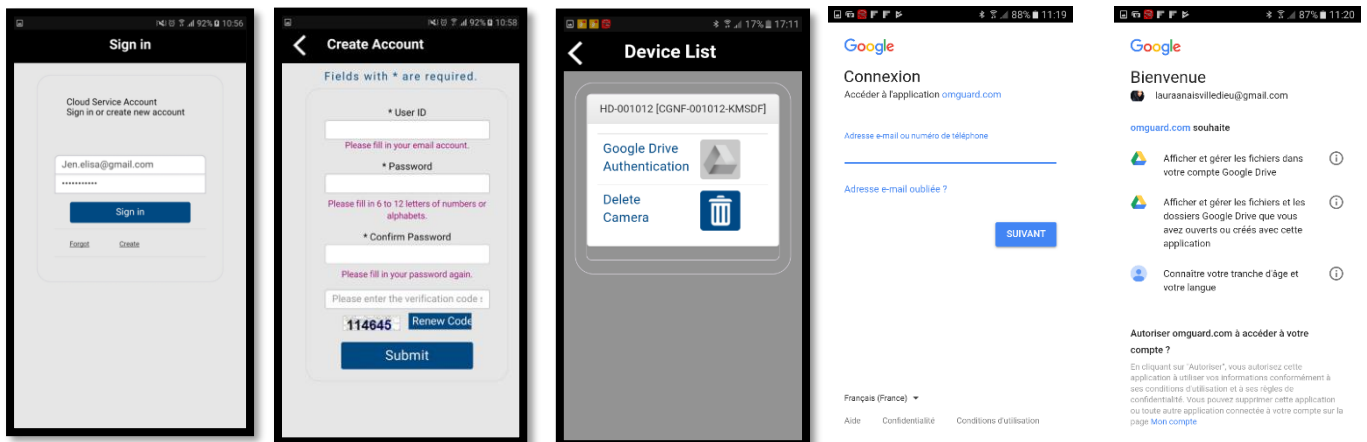 92% 10:56
Sign in
Cloud Service Account
Sign in or create new account
Jen.elisa@gmail.com
•••••••••••
Sign in
Forgot Create
92% 10:58
Create Account
Fields with * are required.
* User ID
Please fill in your email account.
* Password
Please fill in 6 to 12 letters of numbers or
alphabets.
* Confirm Password
Please fill in your password again.
Please enter the verification code
114645 Renew Code
Submit
17% 17:11
Device List
HD-001012 [CGNF-001012-KMSDF]
Google Drive
Authentication
Delete
Camera
88% 11:19
Google
Connexion
Accéder à l'application omguard.com
Adresse e-mail ou numéro de téléphone
Adresse e-mail oubliée ?
SUIVANT
Français (France)
Aide Confidentialité Conditions d'utilisation
87% 11:20
Google
Bienvenue
lauraanaisvilledieu@gmail.com
omguard.com souhaite
Afficher et gérer les fichiers dans
votre compte Google Drive
Afficher et gérer les fichiers et les
dossiers Google Drive que vous
avez ouverts ou créés avec cette
application
Connaître votre tranche d'âge et
votre langue
Autoriser omguard.com à accéder à votre
compte ?
En cliquant sur "Autoriser", vous autorisez cette
application à utiliser vos informations conformément à
ses conditions d'utilisation et à ses règles de
confidentialité. Vous pouvez supprimer cette application
ou toute autre application connectée à votre compte sur la
page Mon compte